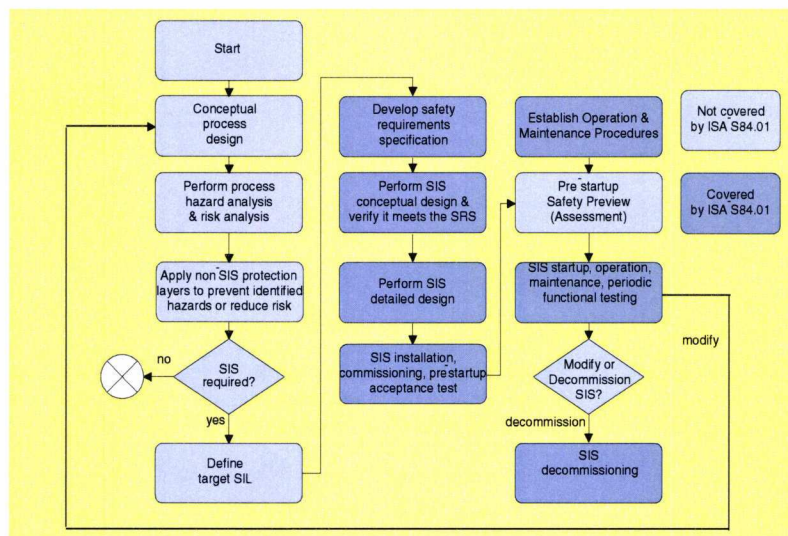 Start
Conceptual
process
design
Perform process
hazard analysis
& risk analysis
Apply non-SIS protection
layers to prevent identified
hazards or reduce risk
no
SIS
required?
yes
Define
target SIL
Develop safety
requirements
specification
Perform SIS
conceptual design &
verify it meets the SRS
Perform SIS
detailed design
SIS installation,
commissioning, pre-startup
acceptance test
Establish Operation &
Maintenance Procedures
Pre-startup
Safety Preview
(Assessment)
SIS startup, operation,
maintenance, periodic
functional testing
modify
Modify or
Decommission
SIS?
decommission
SIS
decommissioning
Not covered
by ISA-S84.01
Covered
by ISA-S84.01